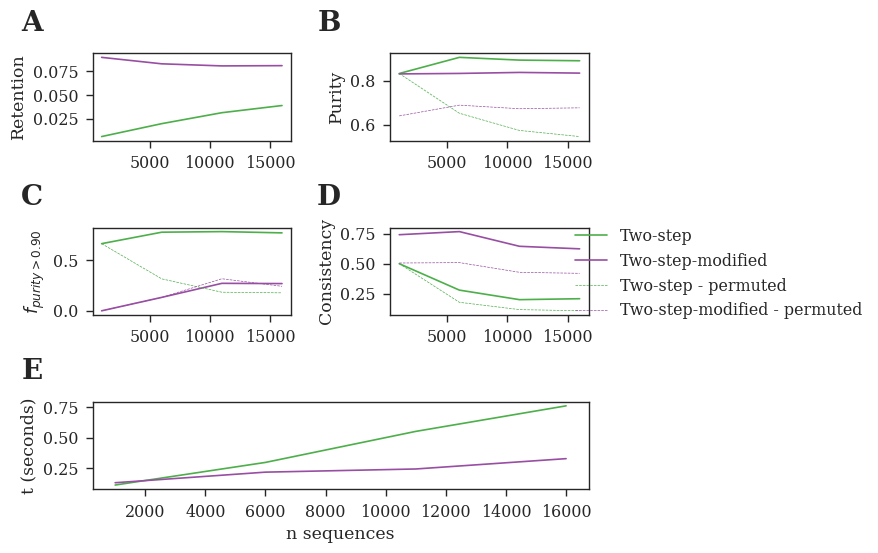 A
B
Retention
0.075
0.050
0.025
5000 10000 15000
Purity
0.8
0.6
5000 10000 15000
C
D
f_{purity>0.90}
0.5
0.0
5000 10000 15000
Consistency
0.75
0.50
0.25
5000 10000 15000
Two-step
Two-step-modified
Two-step - permuted
Two-step-modified - permuted
E
t (seconds)
0.75
0.50
0.25
2000 4000 6000 8000 10000 12000 14000 16000
n sequences